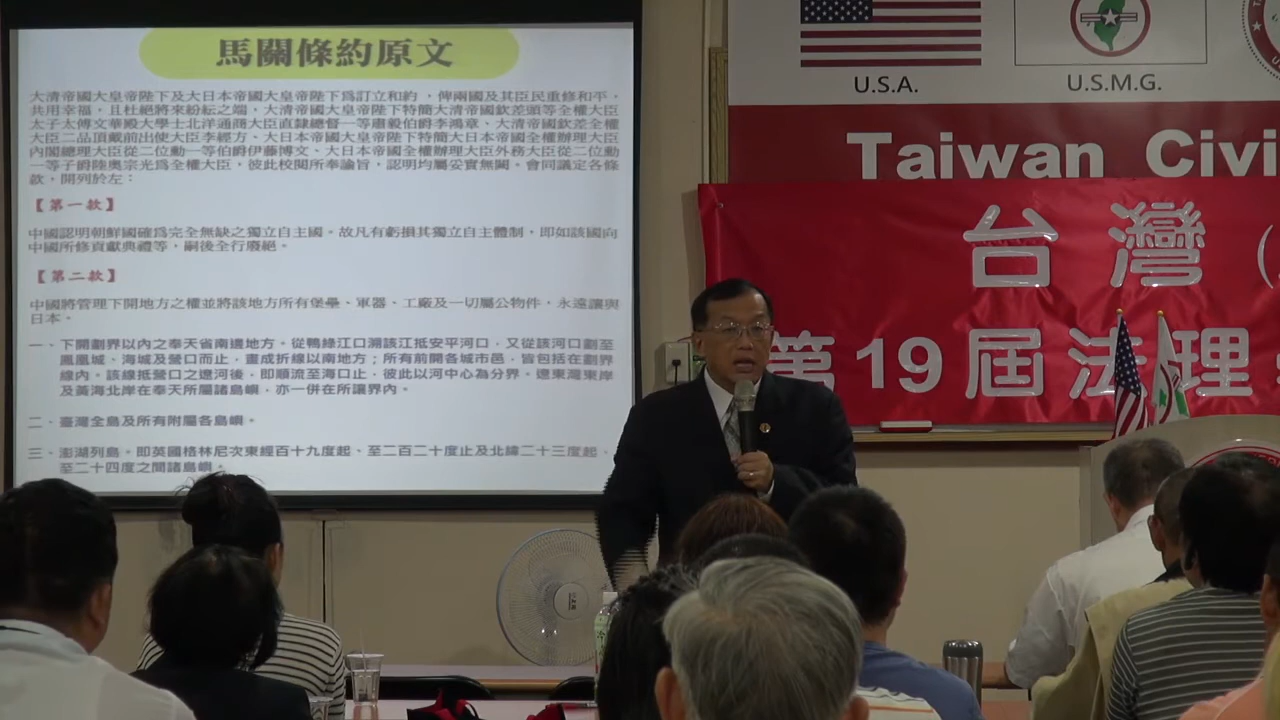 馬關條約原文
大清帝國大皇帝陛下及大日本帝國大皇帝陛下爲訂立和約，俾兩國及其臣民重修和平，
共用幸福，且杜絕將來紛紜之端，大清帝國大皇帝陛下特簡大清帝國欽差頭等全權大臣
太子太傅文華殿大學士北洋通商大臣直隸總督一等肅毅伯爵李鴻章、大清帝國欽差全權
大臣二品頂戴前出使大臣李經方、大日本帝國大皇帝陛下特簡大日本帝國全權辦理大臣
內閣總理大臣從二位勳一等伯爵伊藤博文、大日本帝國全權辦理大臣外務大臣從二位勳
一等子爵陸奧宗光爲全權大臣，彼此校閱所奉諭旨，認明均屬妥實無闕。會同議定各條
款，開列於左：
【第一款】
中國認明朝鮮國確爲完全無缺之獨立自主國。故凡有虧損其獨立自主體制，即如該國向
中國所修貢獻典禮等，嗣後全行廢絕。
【第二款】
中國將管理下開地方之權並將該地方所有堡壘、軍器、工廠及一切屬公物件，永遠讓與
日本。
一、下開劃界以內之奉天省南邊地方。從鴨綠江口溯該江抵安平河口，又從該河口劃至
鳳凰城、海城及營口而止，畫成折線以南地方；所有前開各城市邑，皆包括在劃界
線內。該線抵營口之遼河後，即順流至海口止，彼此以河中心為分界。遼東灣東岸
及黃海北岸在奉天所屬諸島嶼，亦一併在所讓界內。
二、臺灣全島及所有附屬各島嶼。
三、澎湖列島。即英國格林尼次東經百十九度起、至二百二十度止及北緯二十三度起、
至二十四度之間諸島嶼。
U.S.A.
U.S.M.G.
Taiwan Civi
台灣（
第19屆法理